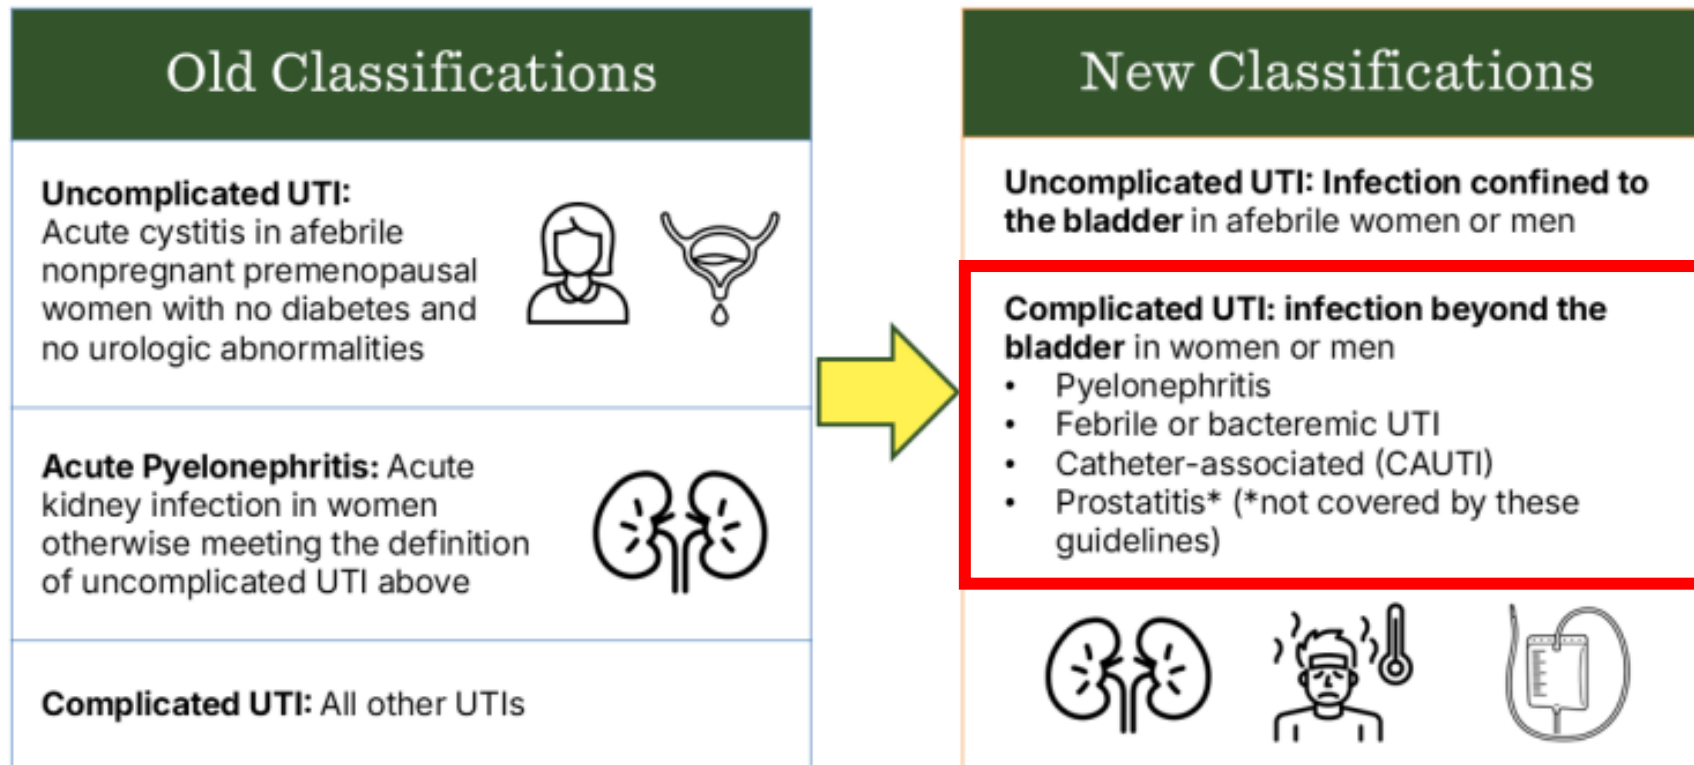 Old Classifications
Uncomplicated UTI:
Acute cystitis in afebrile
nonpregnant premenopausal
women with no diabetes and
no urologic abnormalities
Acute Pyelonephritis: Acute
kidney infection in women
otherwise meeting the definition
of uncomplicated UTI above
Complicated UTI: All other UTIs
New Classifications
Uncomplicated UTI: Infection confined to
the bladder in afebrile women or men
Complicated UTI: infection beyond the
bladder in women or men
• Pyelonephritis
• Febrile or bacteremic UTI
• Catheter-associated (CAUTI)
• Prostatitis* (*not covered by these
guidelines)